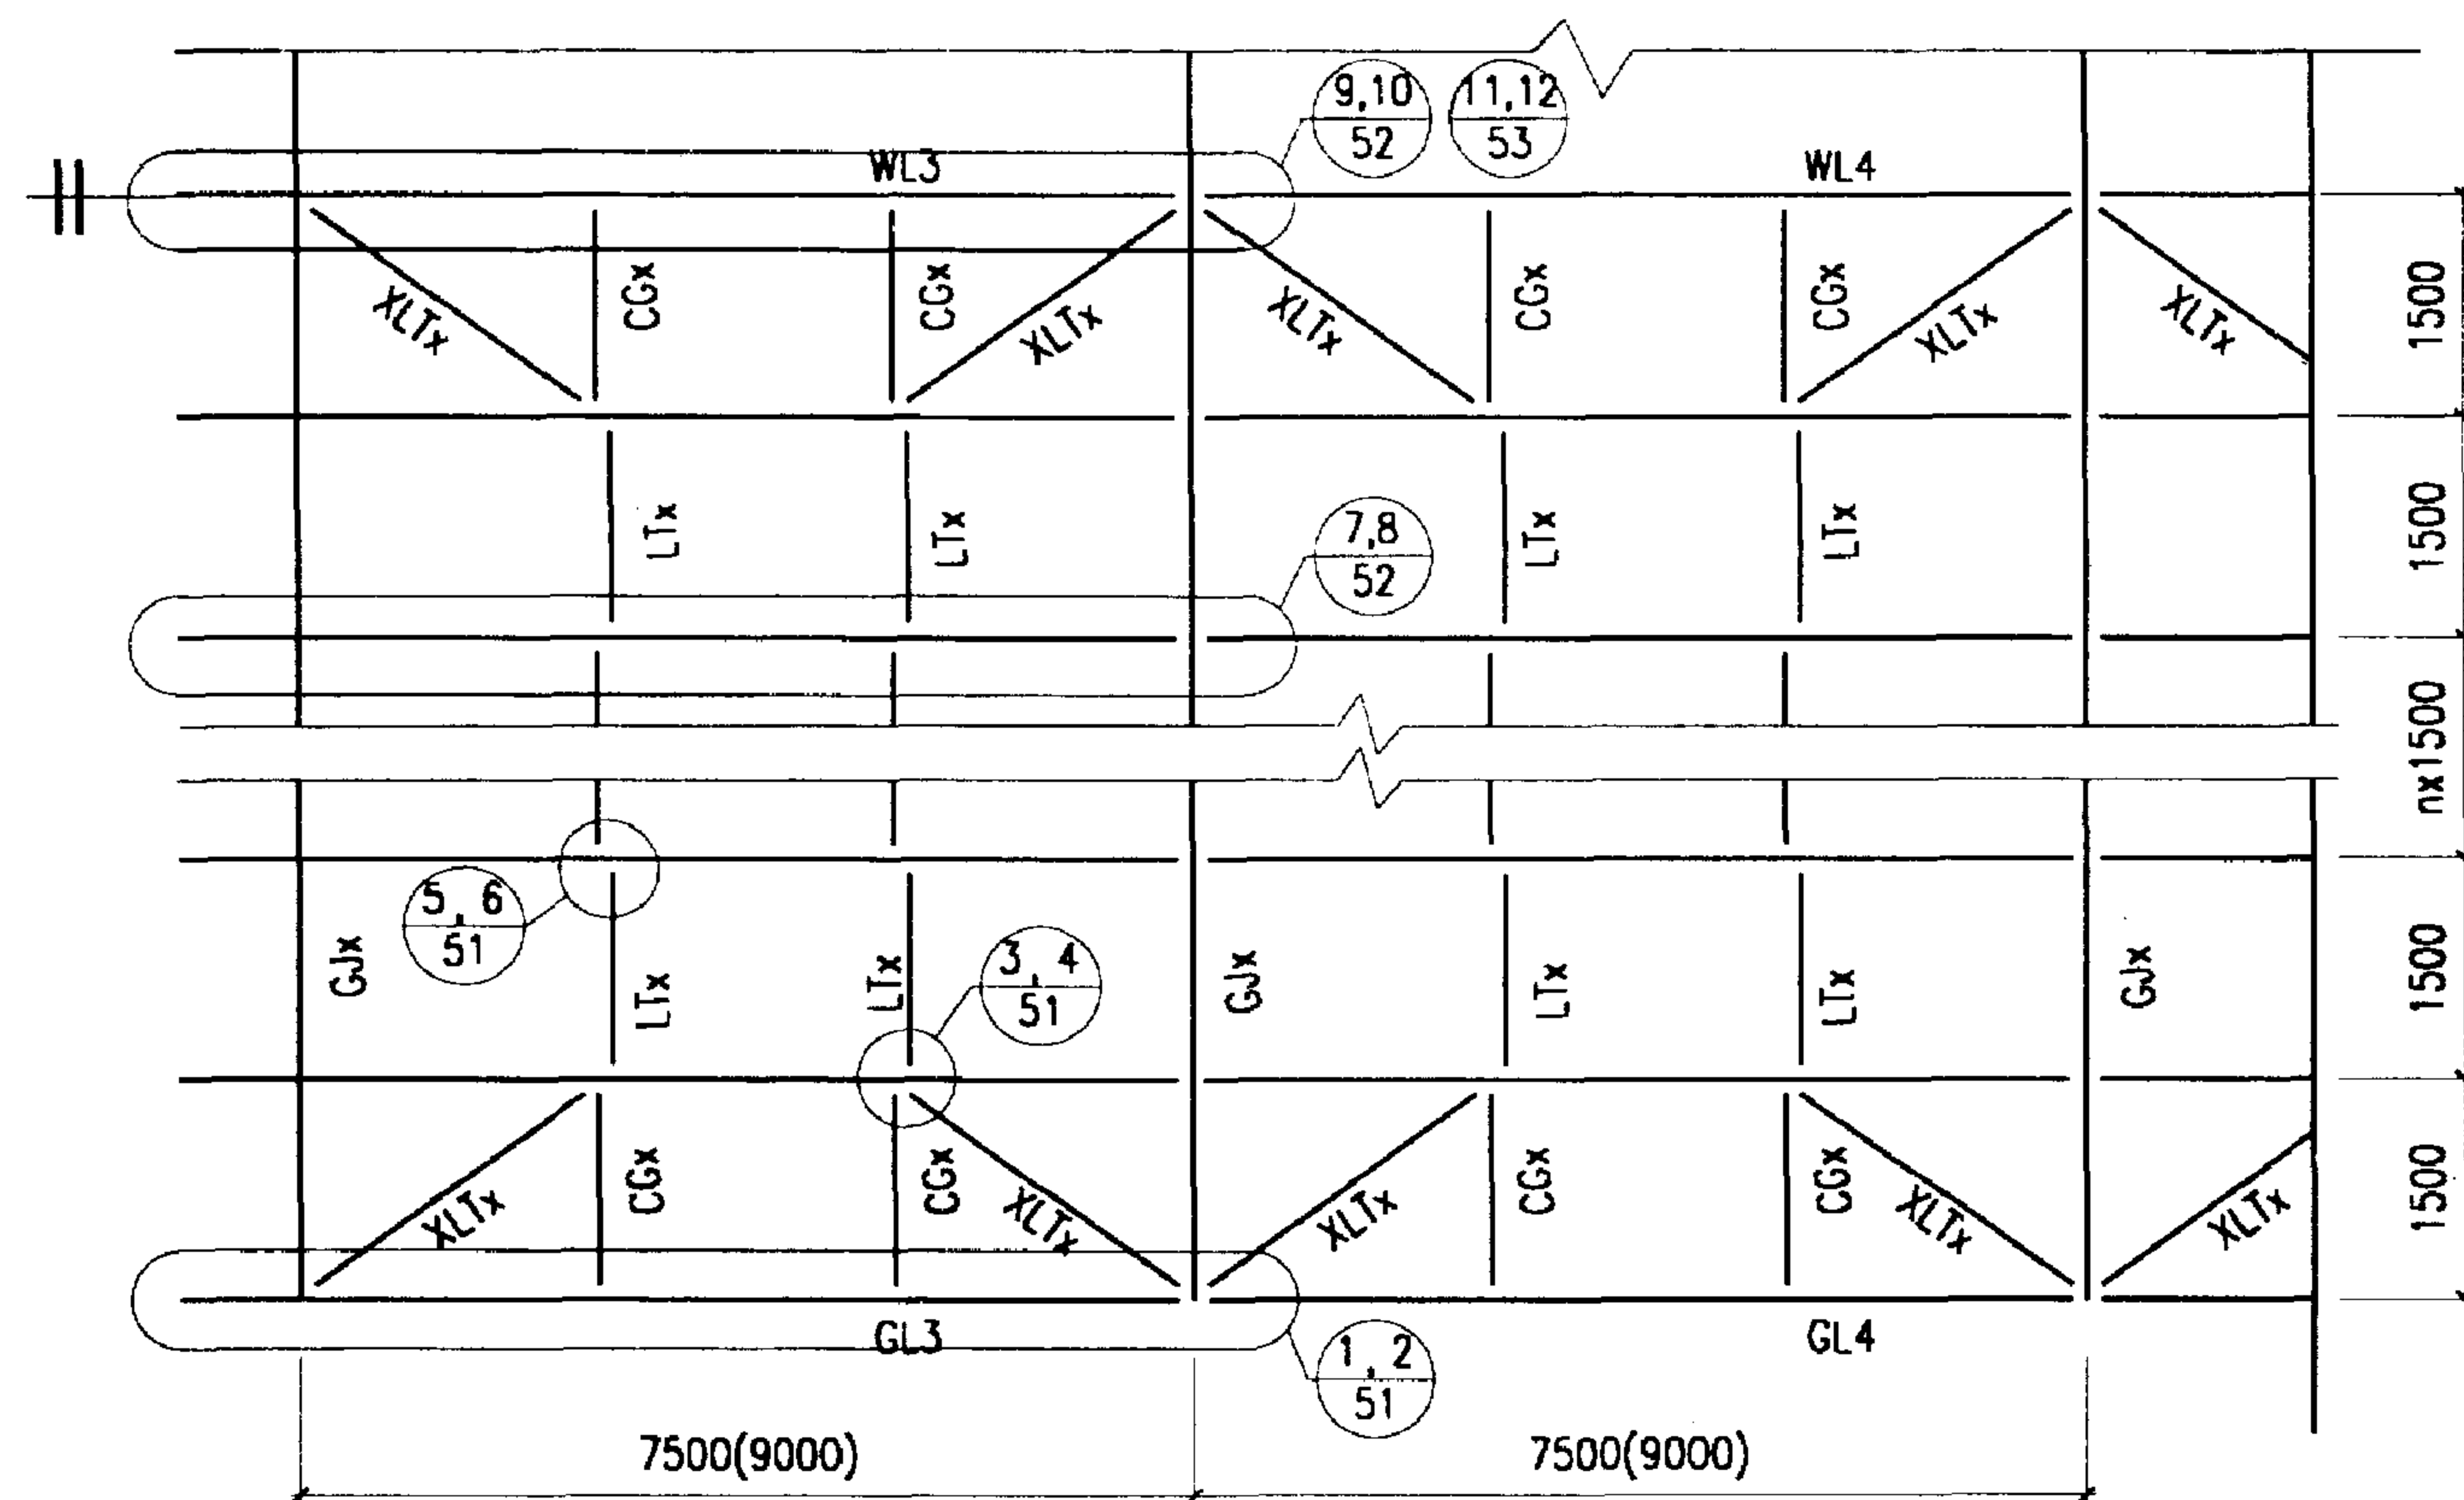 9,10
52
11,12
53
WL3
WL4
XLTx
CGx
CGx
XLTx
XLTx
CGx
CGx
XLTx
XLTx
1500
LTx
LTx
7,8
52
LTx
LTx
1500
nx1500
5, 6
51
GJx
LTx
LTx
3, 4
51
GJx
LTx
LTx
GJx
1500
XLTx
CGx
CGx
XLTx
XLTx
CGx
CGx
XLTx
XLTx
1500
GL3
1, 2
51
GL4
7500(9000)
7500(9000)